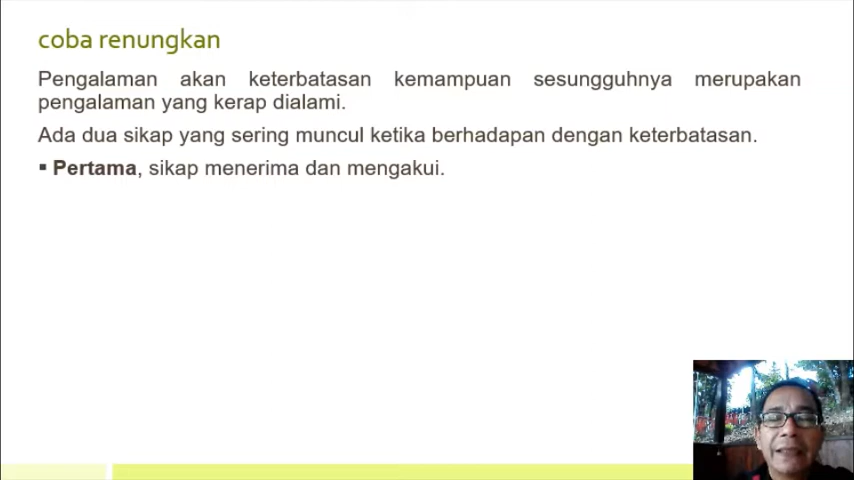 coba renungkan
Pengalaman akan keterbatasan kemampuan sesungguhnya merupakan
pengalaman yang kerap dialami.
Ada dua sikap yang sering muncul ketika berhadapan dengan keterbatasan.
▪ Pertama, sikap menerima dan mengakui.